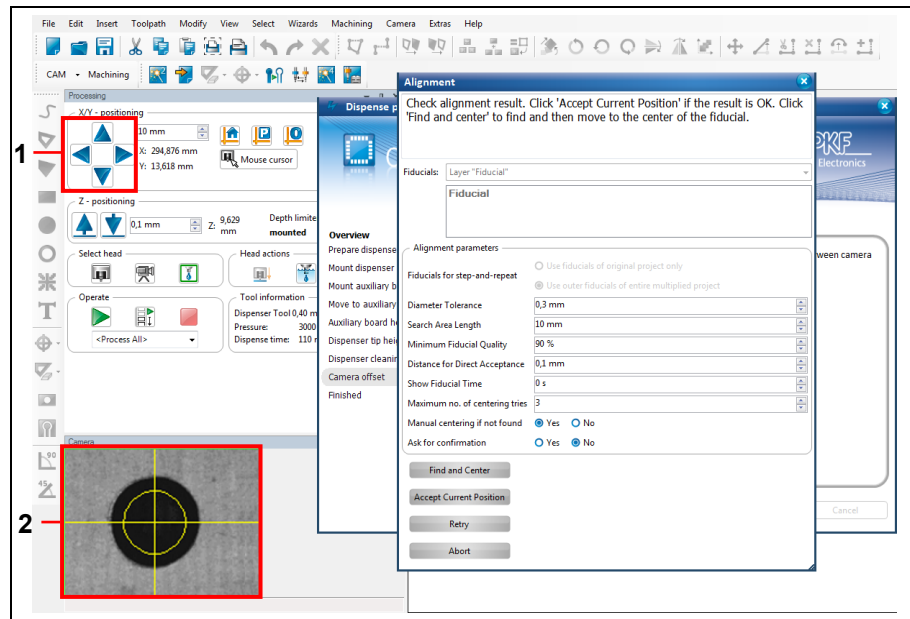 File Edit Insert Toolpath Modify View Select Wizards Machining Camera Extras Help
CAM Machining
Processing
X/Y - positioning
10 mm
X: 294,876 mm
Y: 13,618 mm
Mouse cursor
1
Z - positioning
0,1 mm
Z: 9,629 mm
Depth limite
mounted
Select head
Head actions
Operate
<Process All>
Tool information
Dispenser Tool 0,40 m
Pressure: 3000
Dispense time: 110
T
90
45
Camera
2
Dispense p
Overview
Prepare dispense
Mount dispenser
Mount auxiliary b
Move to auxiliary
Auxiliary board he
Dispenser tip heig
Dispenser cleanin
Camera offset
Finished
Alignment
Check alignment result. Click 'Accept Current Position' if the result is OK. Click
'Find and center' to find and then move to the center of the fiducial.
Fiducials: Layer "Fiducial"
Fiducial
Alignment parameters
Fiducials for step-and-repeat
Use fiducials of original project only
Use outer fiducials of entire multiplied project
Diameter Tolerance 0,3 mm
Search Area Length 10 mm
Minimum Fiducial Quality 90 %
Distance for Direct Acceptance 0,1 mm
Show Fiducial Time 0 s
Maximum no. of centering tries 3
Manual centering if not found Yes No
Ask for confirmation Yes No
Find and Center
Accept Current Position
Retry
Abort
PKF
Electronics
ween camera
Cancel